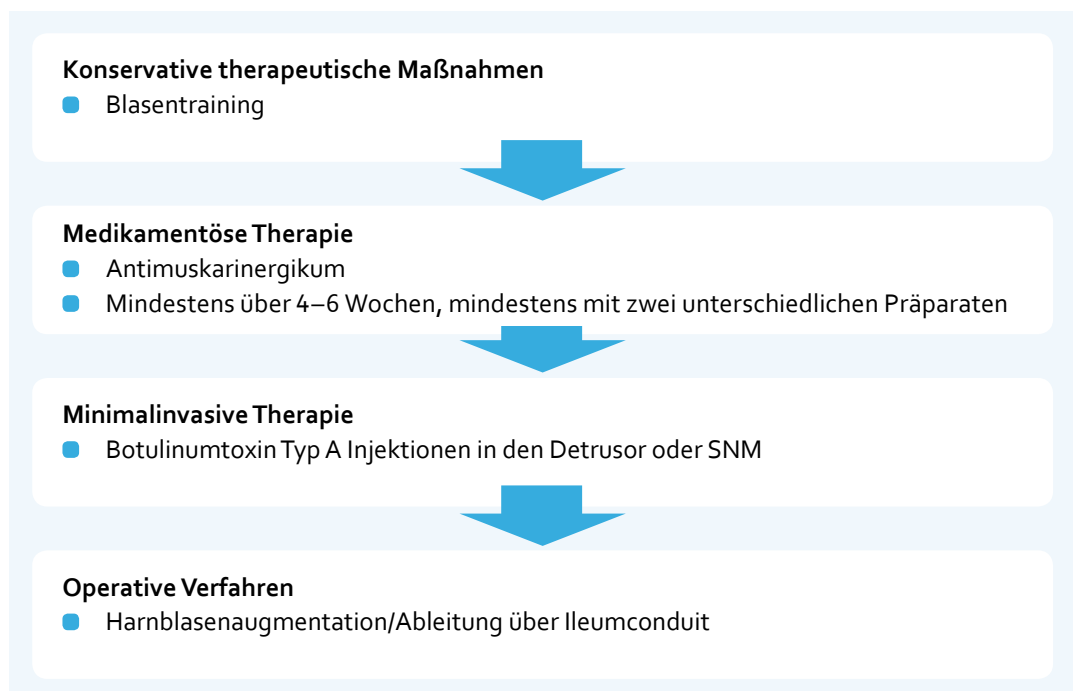 Konservative therapeutische Maßnahmen
Blasentraining
Medikamentöse Therapie
Antimuskarinergikum
Mindestens über 4–6 Wochen, mindestens mit zwei unterschiedlichen Präparaten
Minimalinvasive Therapie
Botulinumtoxin Typ A Injektionen in den Detrusor oder SNM
Operative Verfahren
Harnblasenaugmentation/Ableitung über Ileumconduit